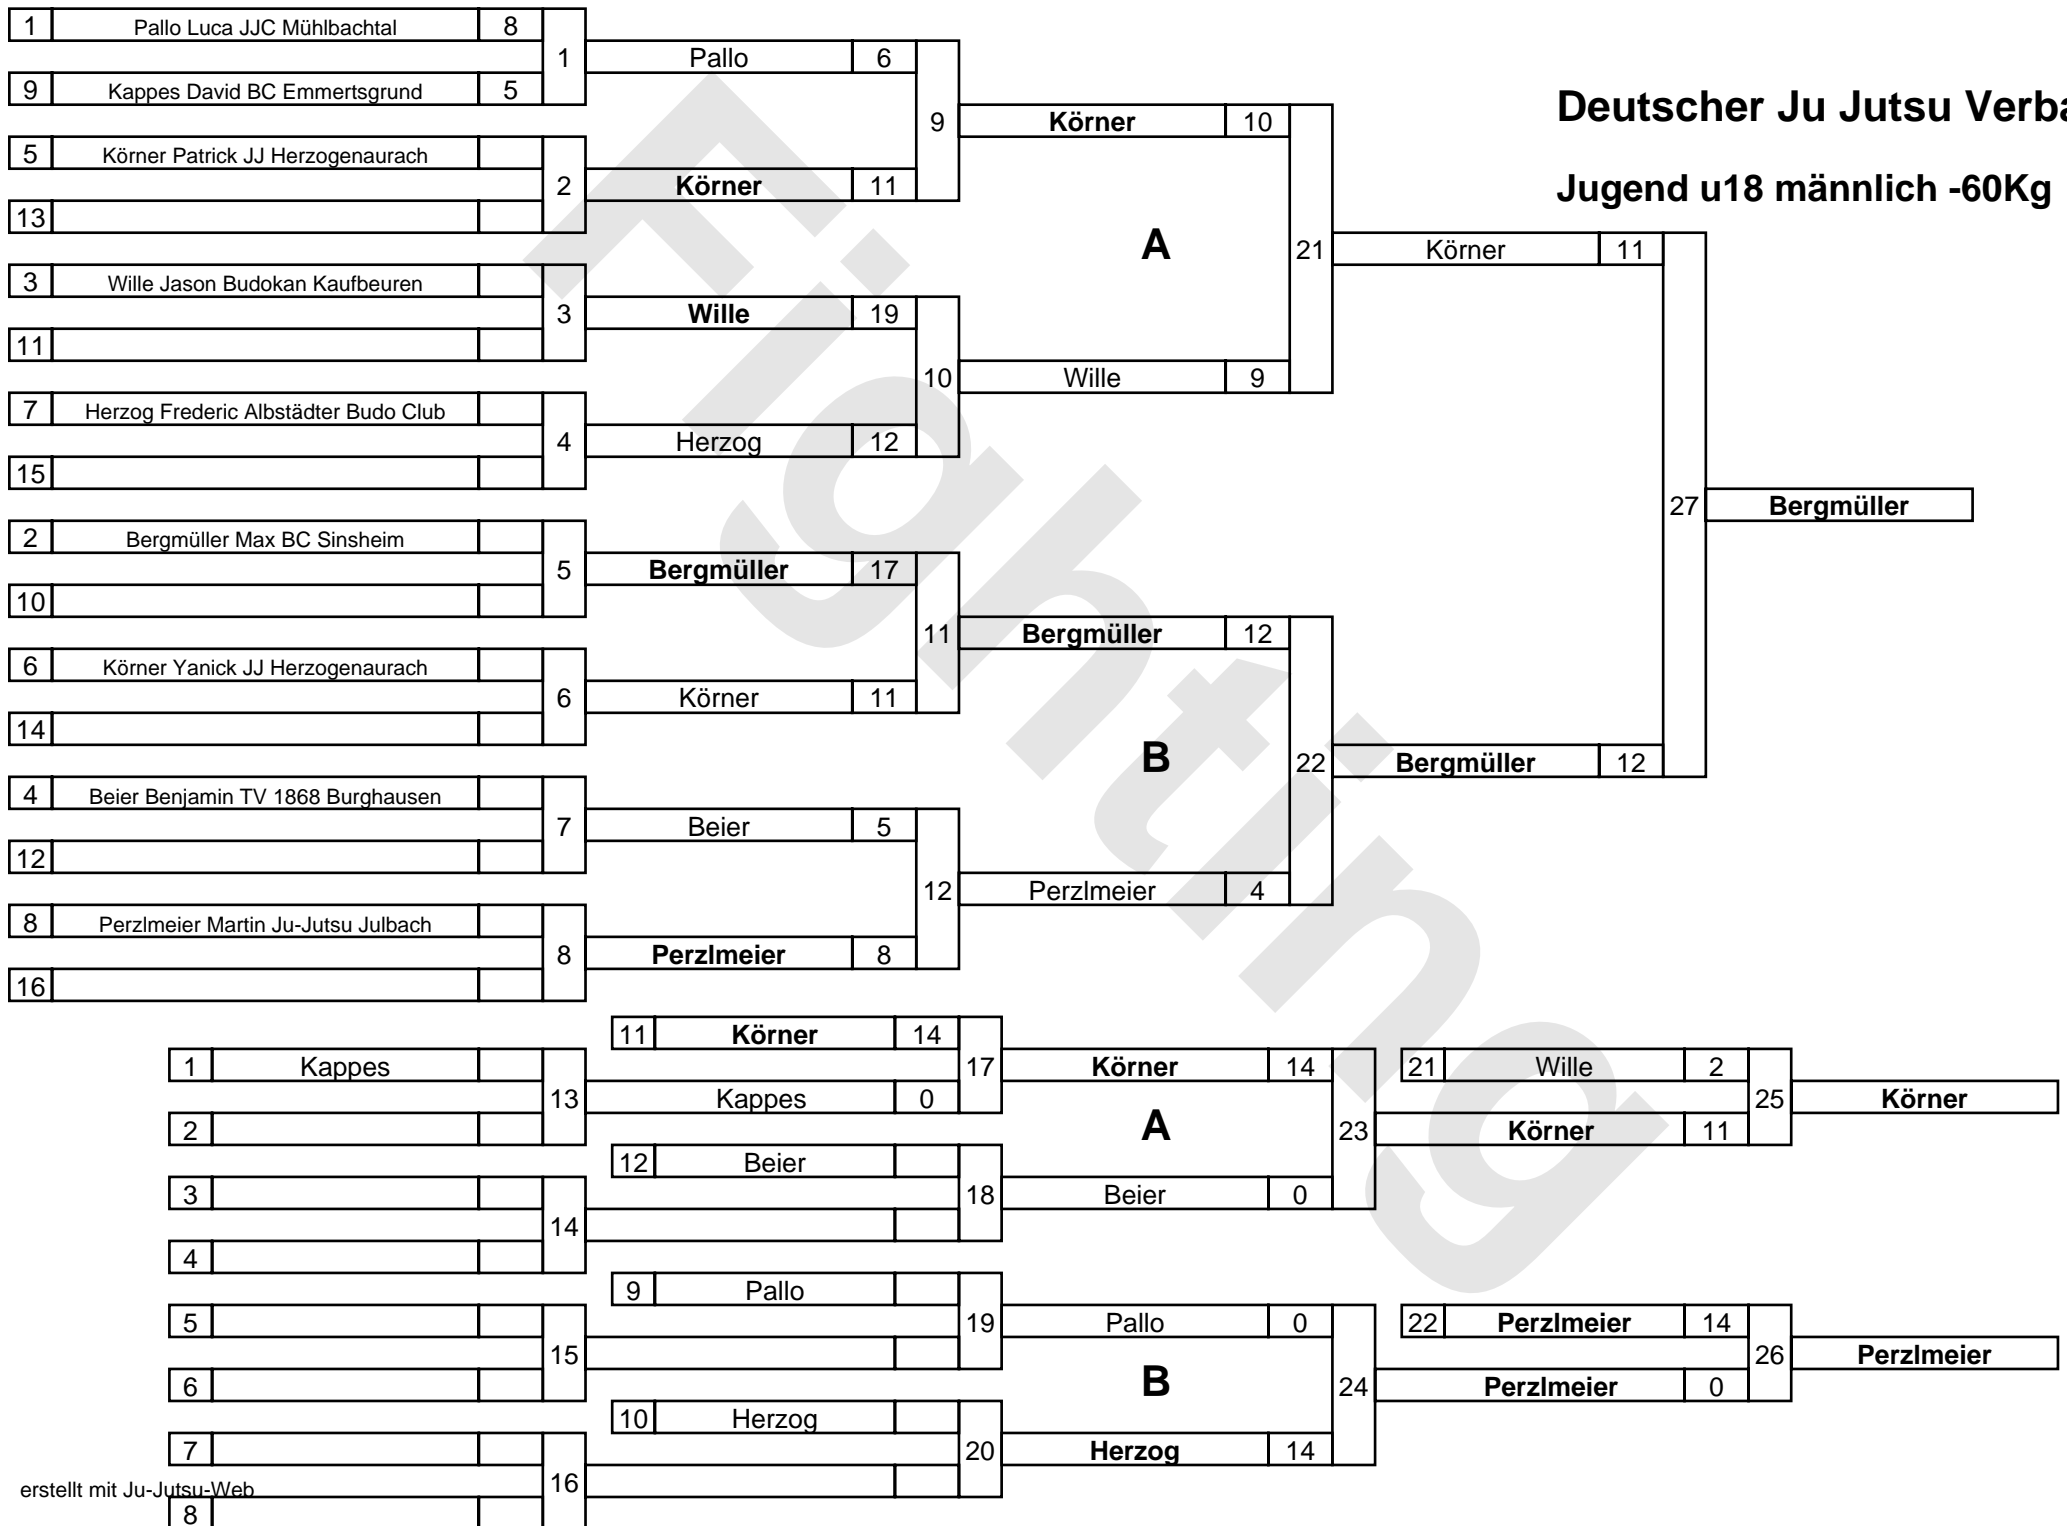 Deutscher Ju Jutsu Verba
Jugend u18 männlich -60Kg
1 Pallo Luca JJC Mühlbachtal 8
9 Kappes David BC Emmertsgrund 5
1
5 Körner Patrick JJ Herzogenaurach
13
2
3 Wille Jason Budokan Kaufbeuren
11
3
7 Herzog Frederic Albstädter Budo Club
15
4
2 Bergmüller Max BC Sinsheim
10
5
6 Körner Yanick JJ Herzogenaurach
14
6
4 Beier Benjamin TV 1868 Burghausen
12
7
8 Perzlmeier Martin Ju-Jutsu Julbach
16
8
Pallo 6
Körner 11
9
Wille 19
Herzog 12
10
Bergmüller 17
Körner 11
11
Beier 5
Perzlmeier 8
12
Körner 10
A
Wille 9
21
Bergmüller 12
B
Perzlmeier 4
22
Körner 11
Bergmüller 12
27
Bergmüller
1 Kappes
2
13
3
4
14
5
6
15
7
8
16
11 Körner 14
Kappes 0
17
12 Beier
18
9 Pallo
19
10 Herzog
20
Körner 14
A
Beier 0
23
Pallo 0
B
Herzog 14
24
21 Wille 2
Körner 11
25
Körner
22 Perzlmeier 14
Perzlmeier 0
26
Perzlmeier
erstellt mit Ju-Jutsu-Web
Fighting